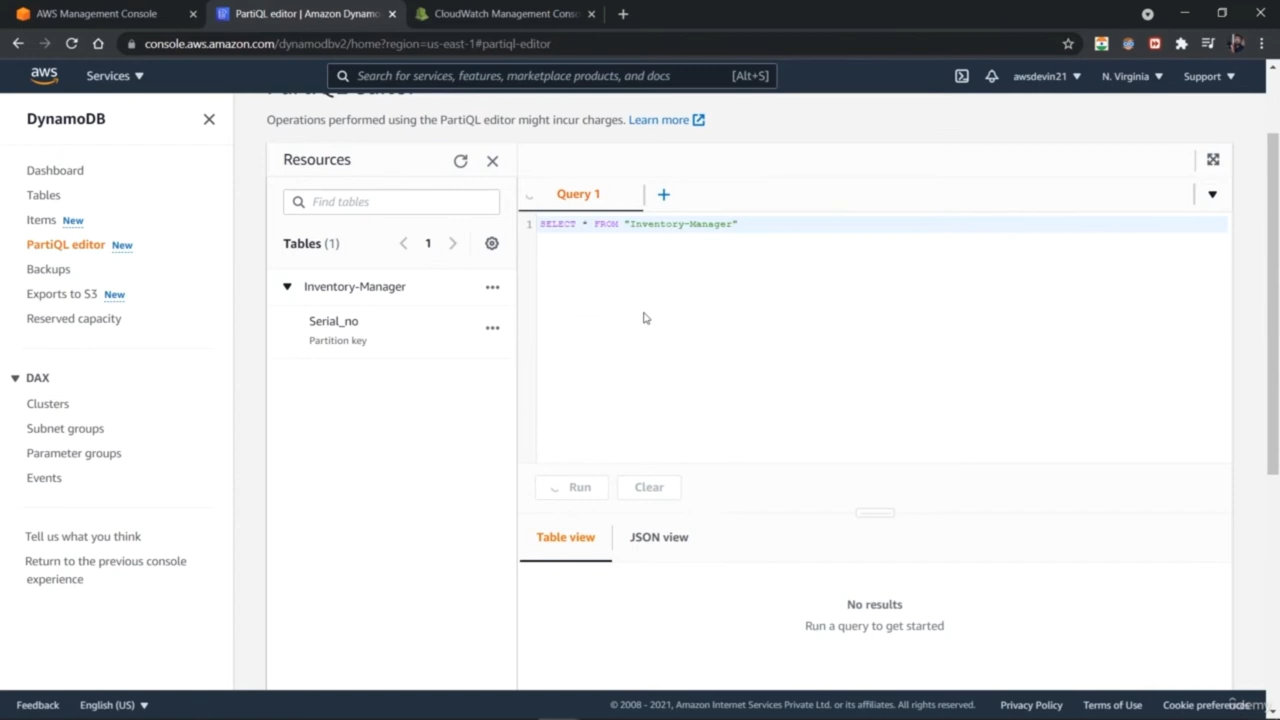 AWS Management Console
PartiQL editor | Amazon Dynamo
CloudWatch Management Conso
console.aws.amazon.com/dynamodbv2/home?region=us-east-1#partiql-editor
aws
Services
Search for services, features, marketplace products, and docs
[Alt+S]
awsdevin21
N. Virginia
Support
DynamoDB
Dashboard
Tables
Items New
PartiQL editor New
Backups
Exports to S3 New
Reserved capacity
DAX
Clusters
Subnet groups
Parameter groups
Events
Tell us what you think
Return to the previous console
experience
PartiQL editor
Operations performed using the PartiQL editor might incur charges. Learn more
Resources
Find tables
Tables (1)
1
Inventory-Manager
Serial_no
Partition key
Query 1
1 SELECT * FROM "Inventory-Manager"
Run
Clear
Table view
JSON view
No results
Run a query to get started
Feedback
English (US)
© 2008 - 2021, Amazon Internet Services Private Ltd. or its affiliates. All rights reserved.
Privacy Policy
Terms of Use
Cookie preferences
Udemy